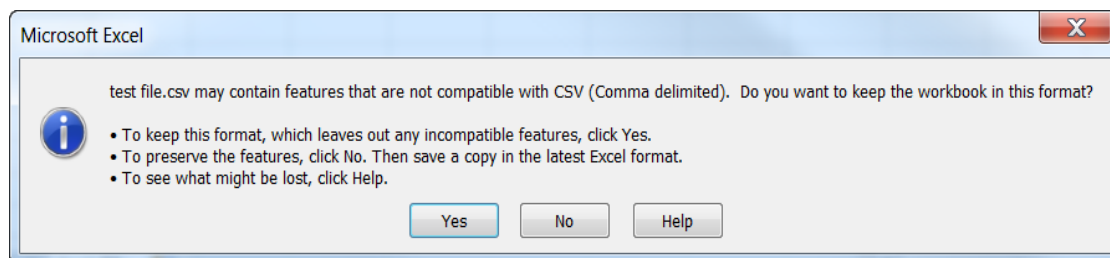 Microsoft Excel
X
test file.csv may contain features that are not compatible with CSV (Comma delimited).  Do you want to keep the workbook in this format?
• To keep this format, which leaves out any incompatible features, click Yes.
• To preserve the features, click No. Then save a copy in the latest Excel format.
• To see what might be lost, click Help.
Yes No Help